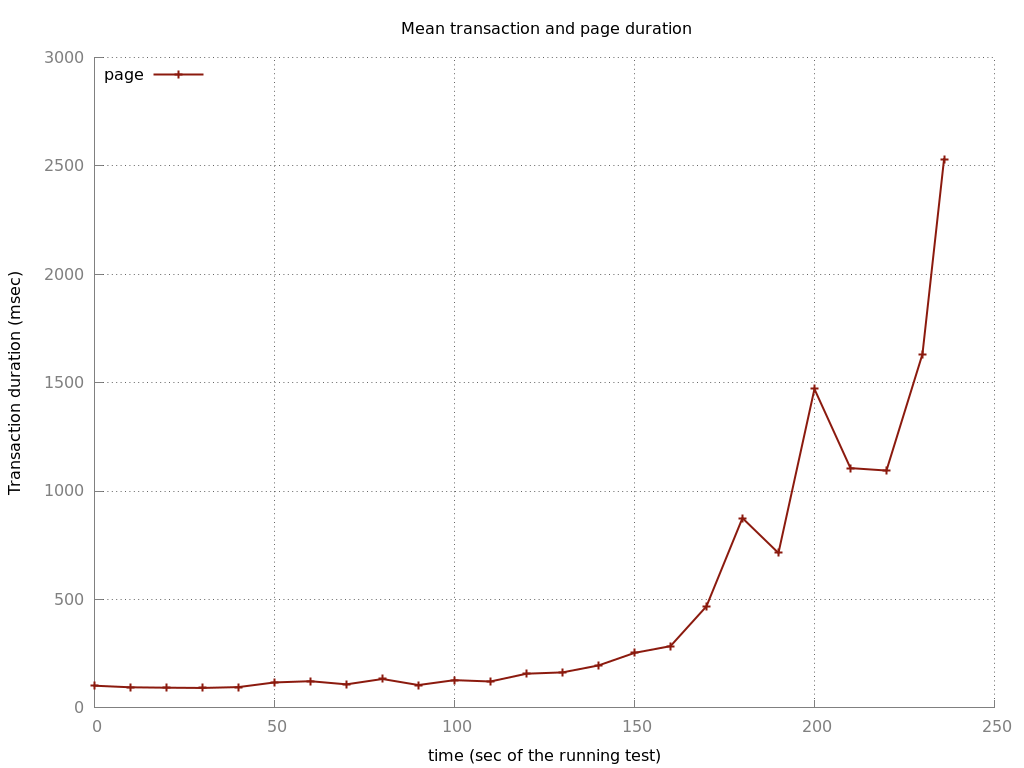 Mean transaction and page duration
3000
page
2500
2000
1500
1000
500
0
Transaction duration (msec)
0 50 100 150 200 250
time (sec of the running test)